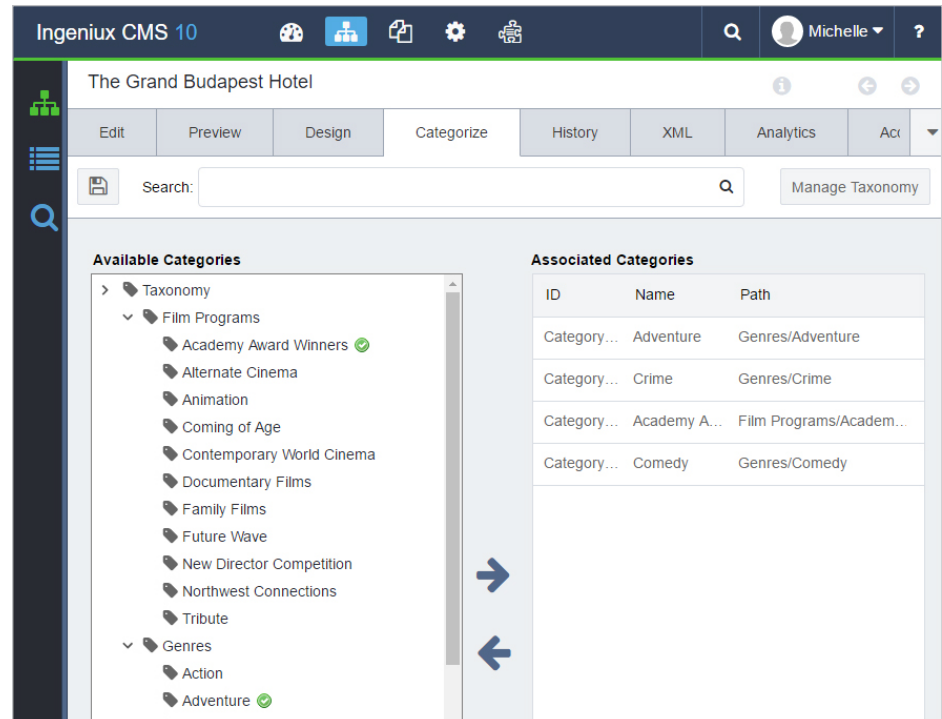 Ingeniux CMS 10
Michelle
?
The Grand Budapest Hotel
Edit Preview Design Categorize History XML Analytics Acc
Search:
Manage Taxonomy
Available Categories
Taxonomy
Film Programs
Academy Award Winners
Alternate Cinema
Animation
Coming of Age
Contemporary World Cinema
Documentary Films
Family Films
Future Wave
New Director Competition
Northwest Connections
Tribute
Genres
Action
Adventure
Associated Categories
ID Name Path
Category... Adventure Genres/Adventure
Category... Crime Genres/Crime
Category... Academy A... Film Programs/Academ...
Category... Comedy Genres/Comedy